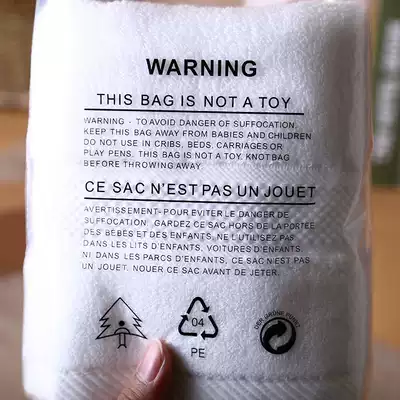 WARNING
THIS BAG IS NOT A TOY
WARNING - TO AVOID DANGER OF SUFFOCATION,
KEEP THIS BAG AWAY FROM BABIES AND CHILDREN
DO NOT USE IN CRIBS, BEDS, CARRIAGES OR
PLAY PENS. THIS BAG IS NOT A TOY. KNOT BAG
BEFORE THROWING AWAY
CE SAC N'EST PAS UN JOUET
AVERTISSEMENT-POUR EVITER LE DANGER DE
SUFFOCATION. GARDEZ CE SAC HORS DE LA PORTEE
DES BEBES ET DES ENFANTS, NE L'UTILISEZ PAS
DANS LES LITS D'ENFANTS, VOITURES D'ENFANTS.
NI DANS LES PARCS D'ENFANTS, CE SAC N'EST PAS
UN JOUET. NOUER CE SAC AVANT DE JETER.
04
PE
DER GRÜNE PUNKT